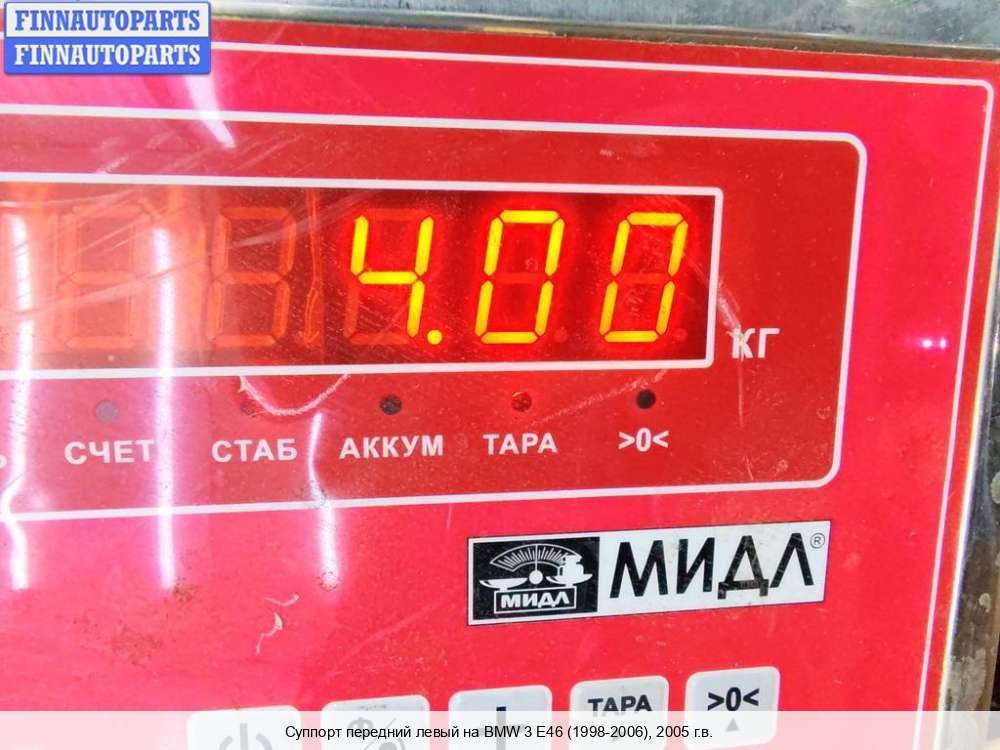 FINNAUTOPARTS
FINNAUTOPARTS
4.00
КГ
СЧЕТ СТАБ АККУМ ТАРА >0<
МИДЛ МИДЛ®
ТАРА >0<
Суппорт передний левый на BMW 3 E46 (1998-2006), 2005 г.в.